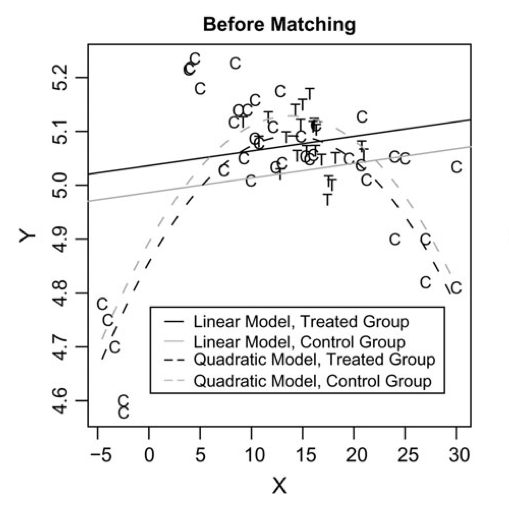 Before Matching
Y
5.2
5.1
5.0
4.9
4.8
4.7
4.6
Linear Model, Treated Group
Linear Model, Control Group
Quadratic Model, Treated Group
Quadratic Model, Control Group
−5 0 5 10 15 20 25 30
X